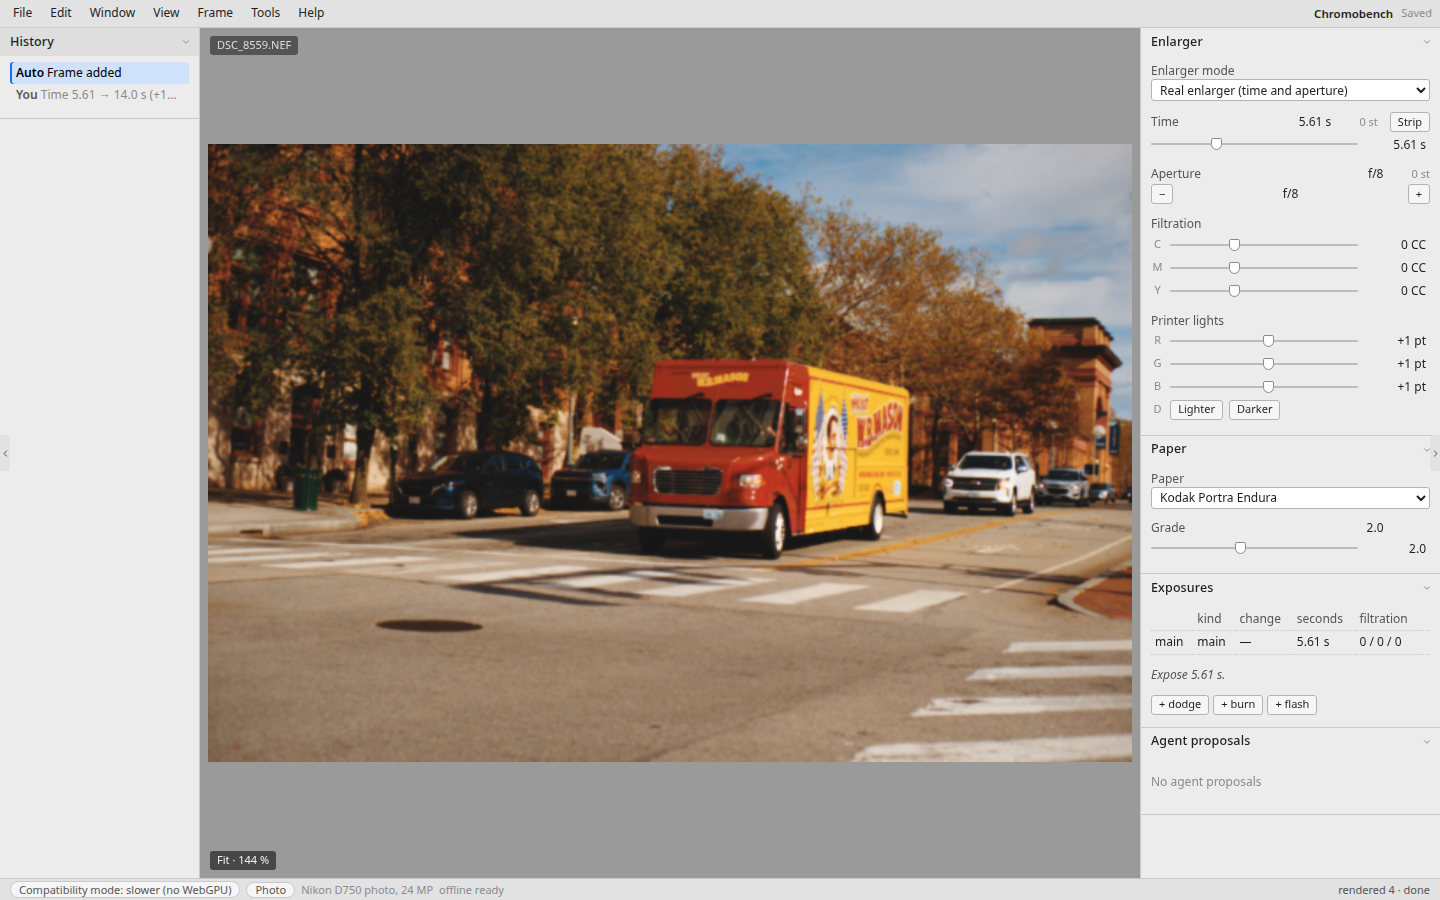 File Edit Window View Frame Tools Help
Chromobench Saved
History
Auto Frame added
You Time 5.61 → 14.0 s (+1...
DSC_8559.NEF
W.B.MASON
W.B.MASON
Fit · 144 %
Enlarger
Enlarger mode
Real enlarger (time and aperture)
Time 5.61 s 0 st Strip
5.61 s
Aperture f/8 0 st
− f/8 +
Filtration
C 0 CC
M 0 CC
Y 0 CC
Printer lights
R +1 pt
G +1 pt
B +1 pt
D Lighter Darker
Paper
Paper
Kodak Portra Endura
Grade 2.0
2.0
Exposures
kind change seconds filtration
main main — 5.61 s 0 / 0 / 0
Expose 5.61 s.
+ dodge + burn + flash
Agent proposals
No agent proposals
Compatibility mode: slower (no WebGPU) Photo Nikon D750 photo, 24 MP offline ready
rendered 4 · done